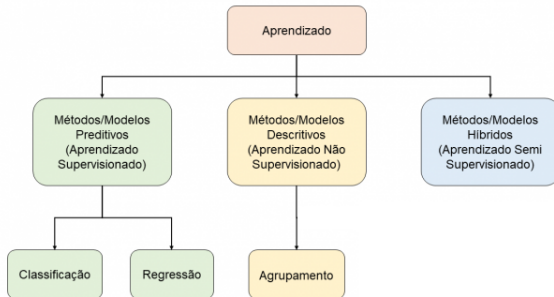 Aprendizado
Métodos/Modelos
Preditivos
(Aprendizado
Supervisionado)
Métodos/Modelos
Descritivos
(Aprendizado Não
Supervisionado)
Métodos/Modelos
Híbridos
(Aprendizado Semi
Supervisionado)
Classificação
Regressão
Agrupamento